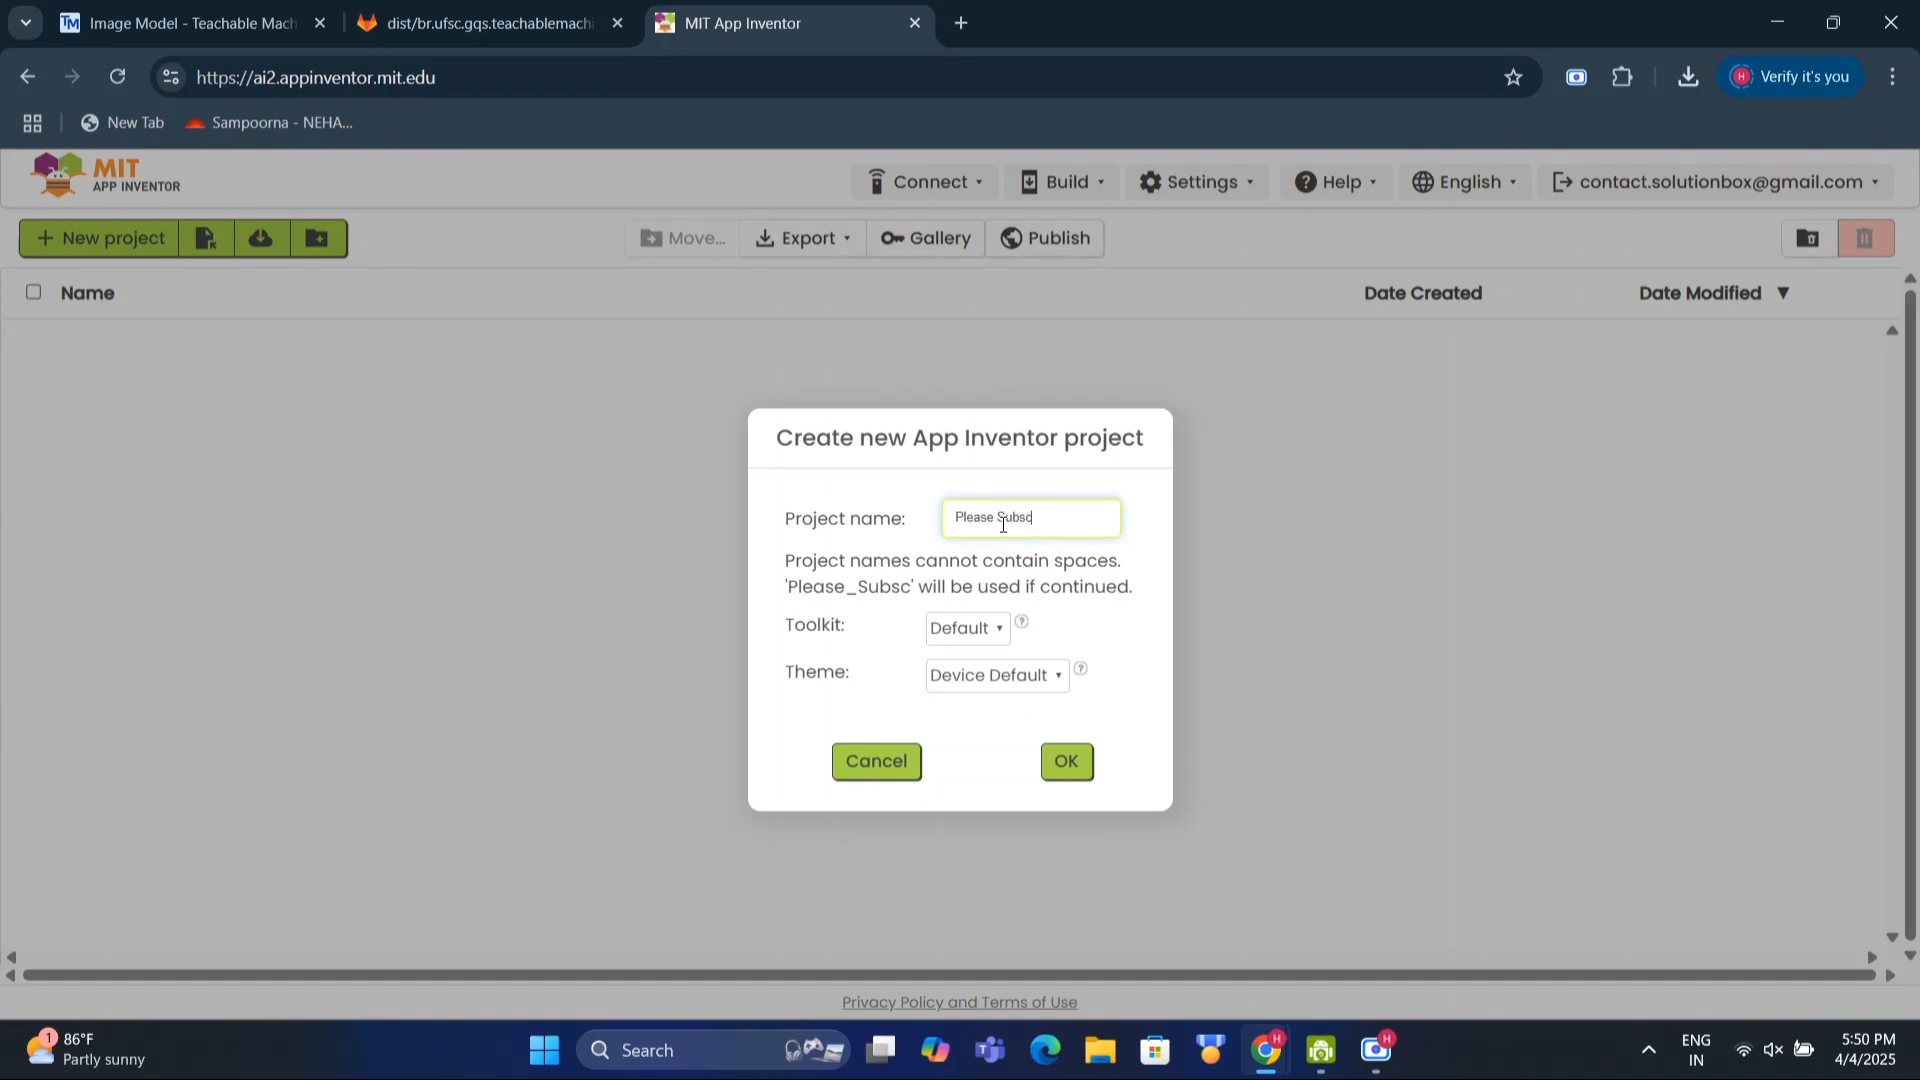 Image Model - Teachable Mach
dist/br.ufsc.gqs.teachablemachi
MIT App Inventor
https://ai2.appinventor.mit.edu
H Verify it's you
New Tab
Sampoorna - NEHA...
MIT
APP INVENTOR
Connect
Build
Settings
Help
English
contact.solutionbox@gmail.com
+ New project
Move...
Export
Gallery
Publish
Name
Date Created
Date Modified
Create new App Inventor project
Project name:
Please Subsc
Project names cannot contain spaces.
'Please_Subsc' will be used if continued.
Toolkit:
Default
?
Theme:
Device Default
?
Cancel
OK
Privacy Policy and Terms of Use
1
86°F
Partly sunny
Search
ENG
IN
5:50 PM
4/4/2025